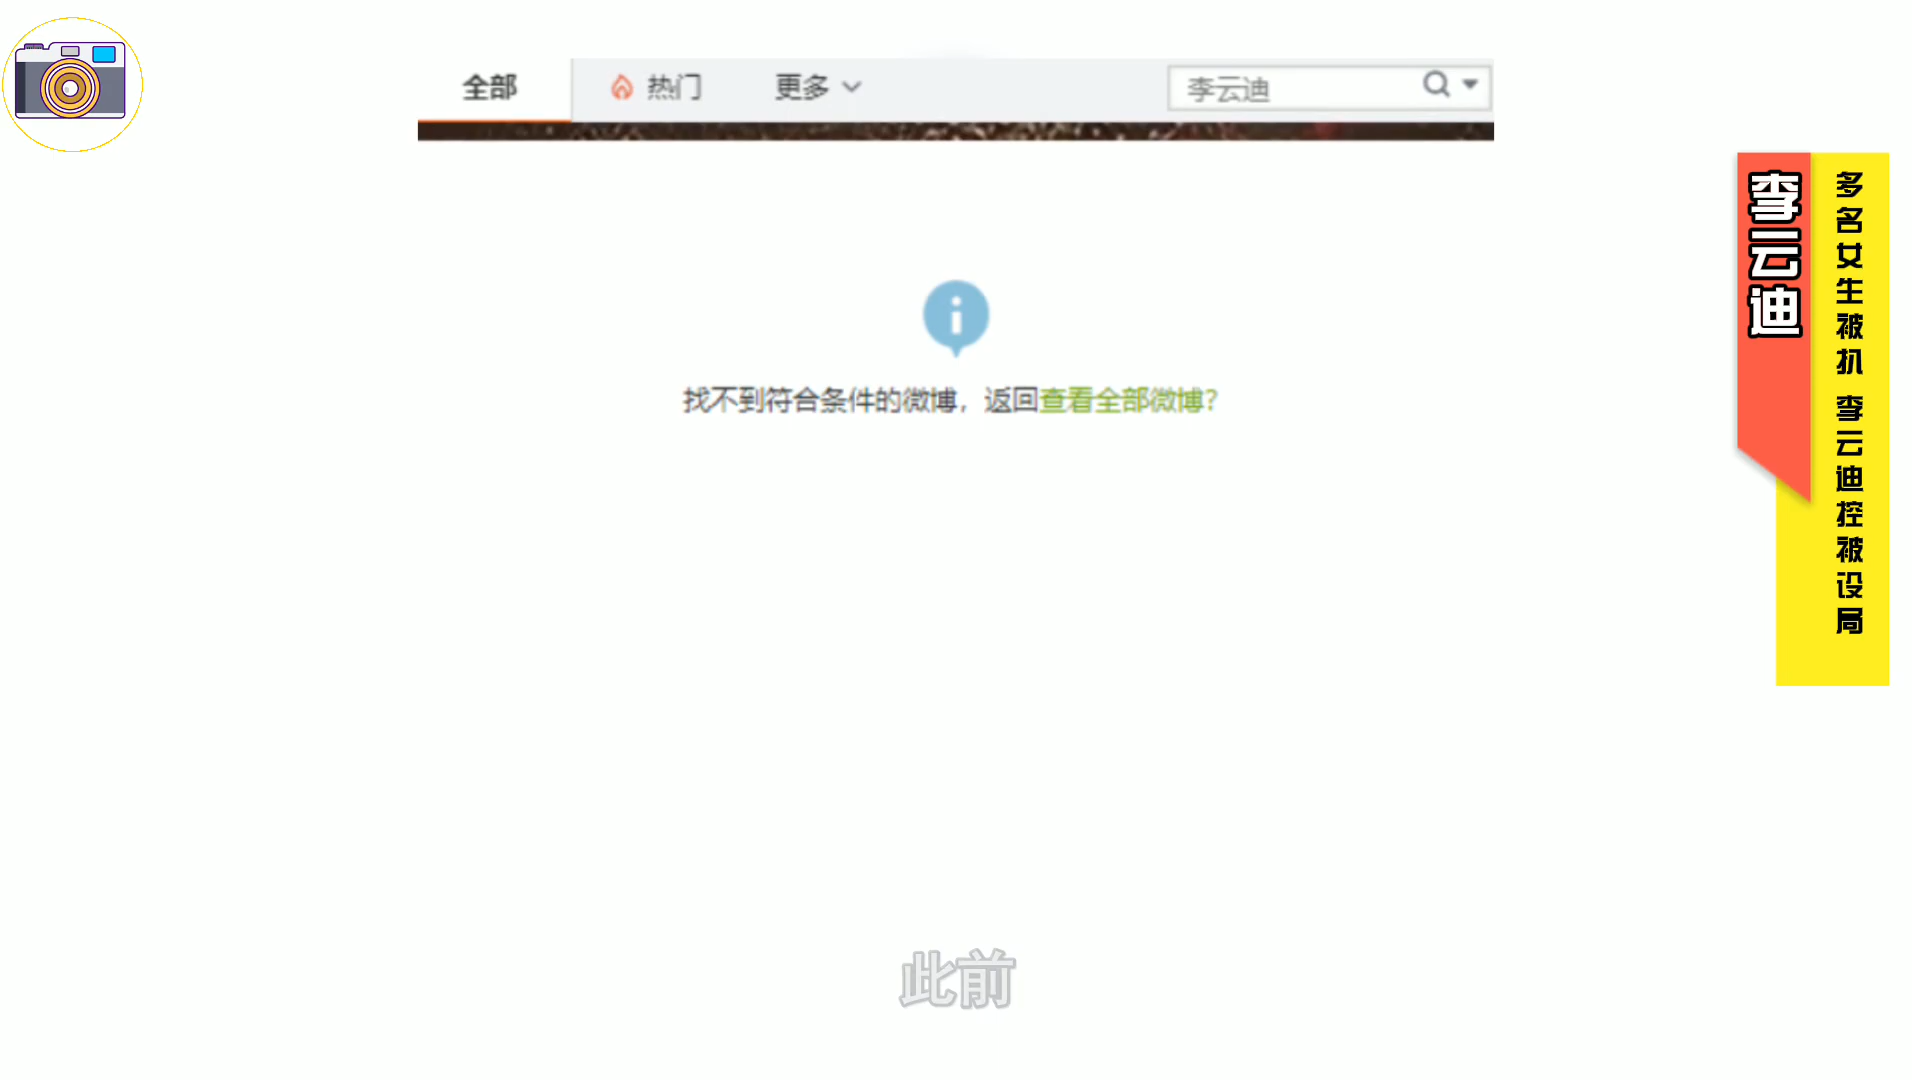 全部
热门
更多
李云迪
找不到符合条件的微博，返回查看全部微博？
李云迪
多名女生被扒 李云迪控被设局
此前